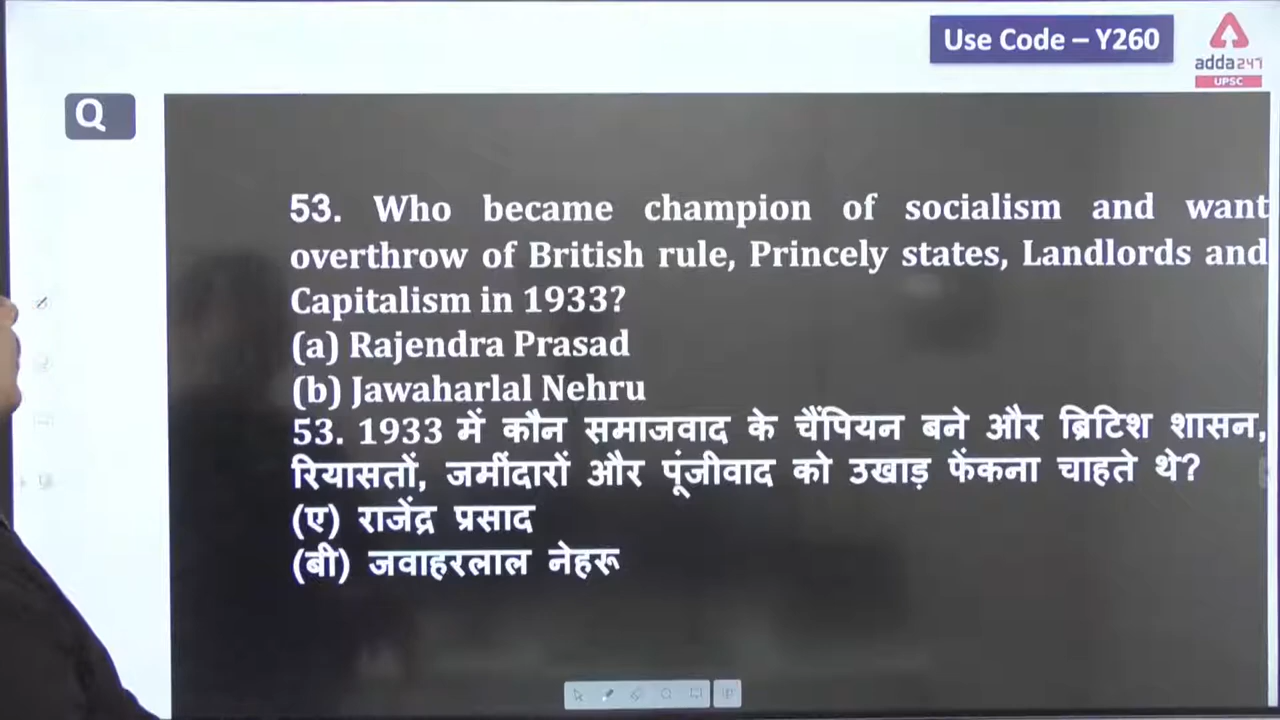 Use Code – Y260
adda247
UPSC
Q
53. Who became champion of socialism and want
overthrow of British rule, Princely states, Landlords and
Capitalism in 1933?
(a) Rajendra Prasad
(b) Jawaharlal Nehru
53. 1933 में कौन समाजवाद के चैंपियन बने और ब्रिटिश शासन,
रियासतों, जमींदारों और पूंजीवाद को उखाड़ फेंकना चाहते थे?
(ए) राजेंद्र प्रसाद
(बी) जवाहरलाल नेहरू